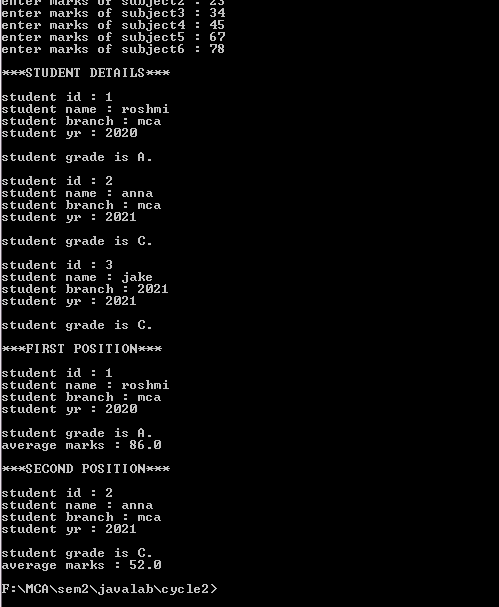 enter marks of subject2 : 23
enter marks of subject3 : 34
enter marks of subject4 : 45
enter marks of subject5 : 67
enter marks of subject6 : 78
***STUDENT DETAILS***
student id : 1
student name : roshmi
student branch : mca
student yr : 2020
student grade is A.
student id : 2
student name : anna
student branch : mca
student yr : 2021
student grade is C.
student id : 3
student name : jake
student branch : 2021
student yr : 2021
student grade is C.
***FIRST POSITION***
student id : 1
student name : roshmi
student branch : mca
student yr : 2020
student grade is A.
average marks : 86.0
***SECOND POSITION***
student id : 2
student name : anna
student branch : mca
student yr : 2021
student grade is C.
average marks : 52.0
F:\MCA\sem2\javalab\cycle2>